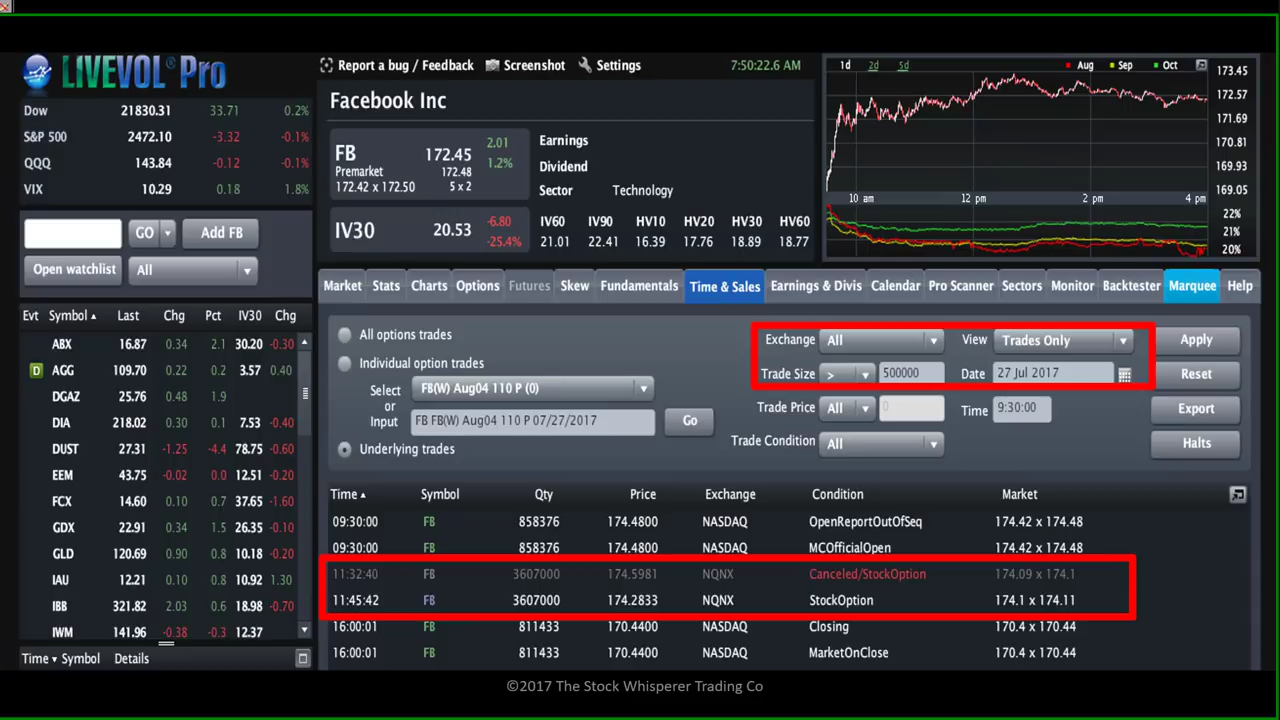 LIVEVOL® Pro
Report a bug / Feedback Screenshot Settings 7:50:22.6 AM
Facebook Inc
Dow 21830.31 33.71 0.2%
S&P 500 2472.10 -3.32 -0.1%
QQQ 143.84 -0.12 -0.1%
VIX 10.29 0.18 1.8%
GO Add FB
Open watchlist All
FB 172.45 2.01 1.2%
Premarket 172.48
172.42 x 172.50 5 x 2
Earnings
Dividend
Sector Technology
IV30 20.53 -6.80 -25.4%
IV60 IV90 HV10 HV20 HV30 HV60
21.01 22.41 16.39 17.76 18.89 18.77
1d 2d 5d Aug Sep Oct
173.45
172.57
171.69
170.81
169.93
169.05
10 am 12 pm 2 pm 4 pm
22%
21%
20%
Market Stats Charts Options Futures Skew Fundamentals Time & Sales Earnings & Divis Calendar Pro Scanner Sectors Monitor Backtester Marquee Help
Evt Symbol Last Chg Pct IV30 Chg
ABX 16.87 0.34 2.1 30.20 -0.30
D AGG 109.70 0.22 0.2 3.57 0.40
DGAZ 25.76 0.48 1.9
DIA 218.02 0.30 0.1 7.53 -0.40
DUST 27.31 -1.25 -4.4 78.75 -0.60
EEM 43.75 -0.02 0.0 12.51 -0.20
FCX 14.60 0.10 0.7 37.65 -1.60
GDX 22.91 0.34 1.5 26.35 -0.10
GLD 120.69 0.90 0.8 10.18 -0.20
IAU 12.21 0.10 0.8 10.92 1.30
IBB 321.82 2.03 0.6 18.98 -0.70
IWM 141.96 -0.38 -0.3 12.37
Time Symbol Details
All options trades
Individual option trades
Select FB(W) Aug04 110 P (0)
or
Input FB FB(W) Aug04 110 P 07/27/2017 Go
Underlying trades
Exchange All View Trades Only Apply
Trade Size > 500000 Date 27 Jul 2017 Reset
Trade Price All 0 Time 9:30:00 Export
Trade Condition All Halts
Time Symbol Qty Price Exchange Condition Market
09:30:00 FB 858376 174.4800 NASDAQ OpenReportOutOfSeq 174.42 x 174.48
09:30:00 FB 858376 174.4800 NASDAQ MCOfficialOpen 174.42 x 174.48
11:32:40 FB 3607000 174.5981 NQNX Canceled/StockOption 174.09 x 174.1
11:45:42 FB 3607000 174.2833 NQNX StockOption 174.1 x 174.11
16:00:01 FB 811433 170.4400 NASDAQ Closing 170.4 x 170.44
16:00:01 FB 811433 170.4400 NASDAQ MarketOnClose 170.4 x 170.44
©2017 The Stock Whisperer Trading Co